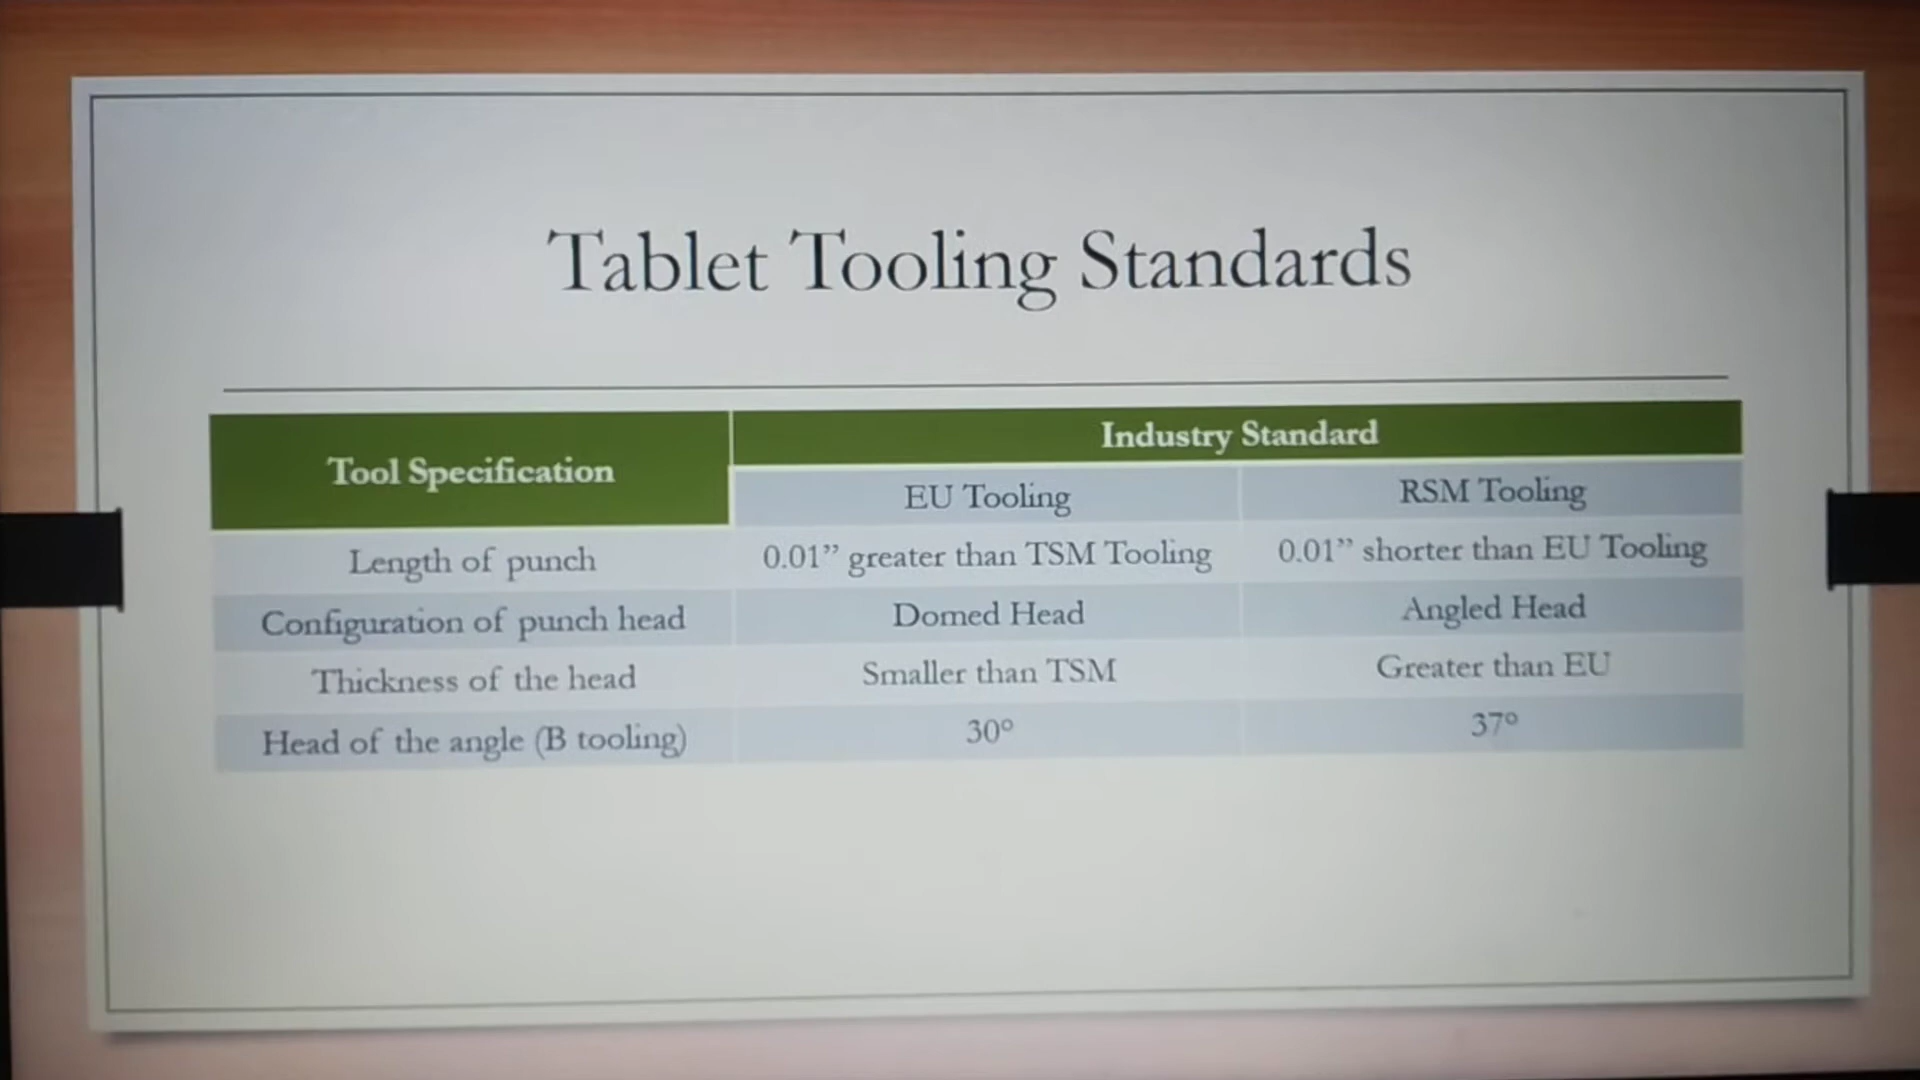 Tablet Tooling Standards
Tool Specification
Industry Standard
EU Tooling
RSM Tooling
Length of punch
0.01” greater than TSM Tooling
0.01” shorter than EU Tooling
Configuration of punch head
Domed Head
Angled Head
Thickness of the head
Smaller than TSM
Greater than EU
Head of the angle (B tooling)
30°
37°